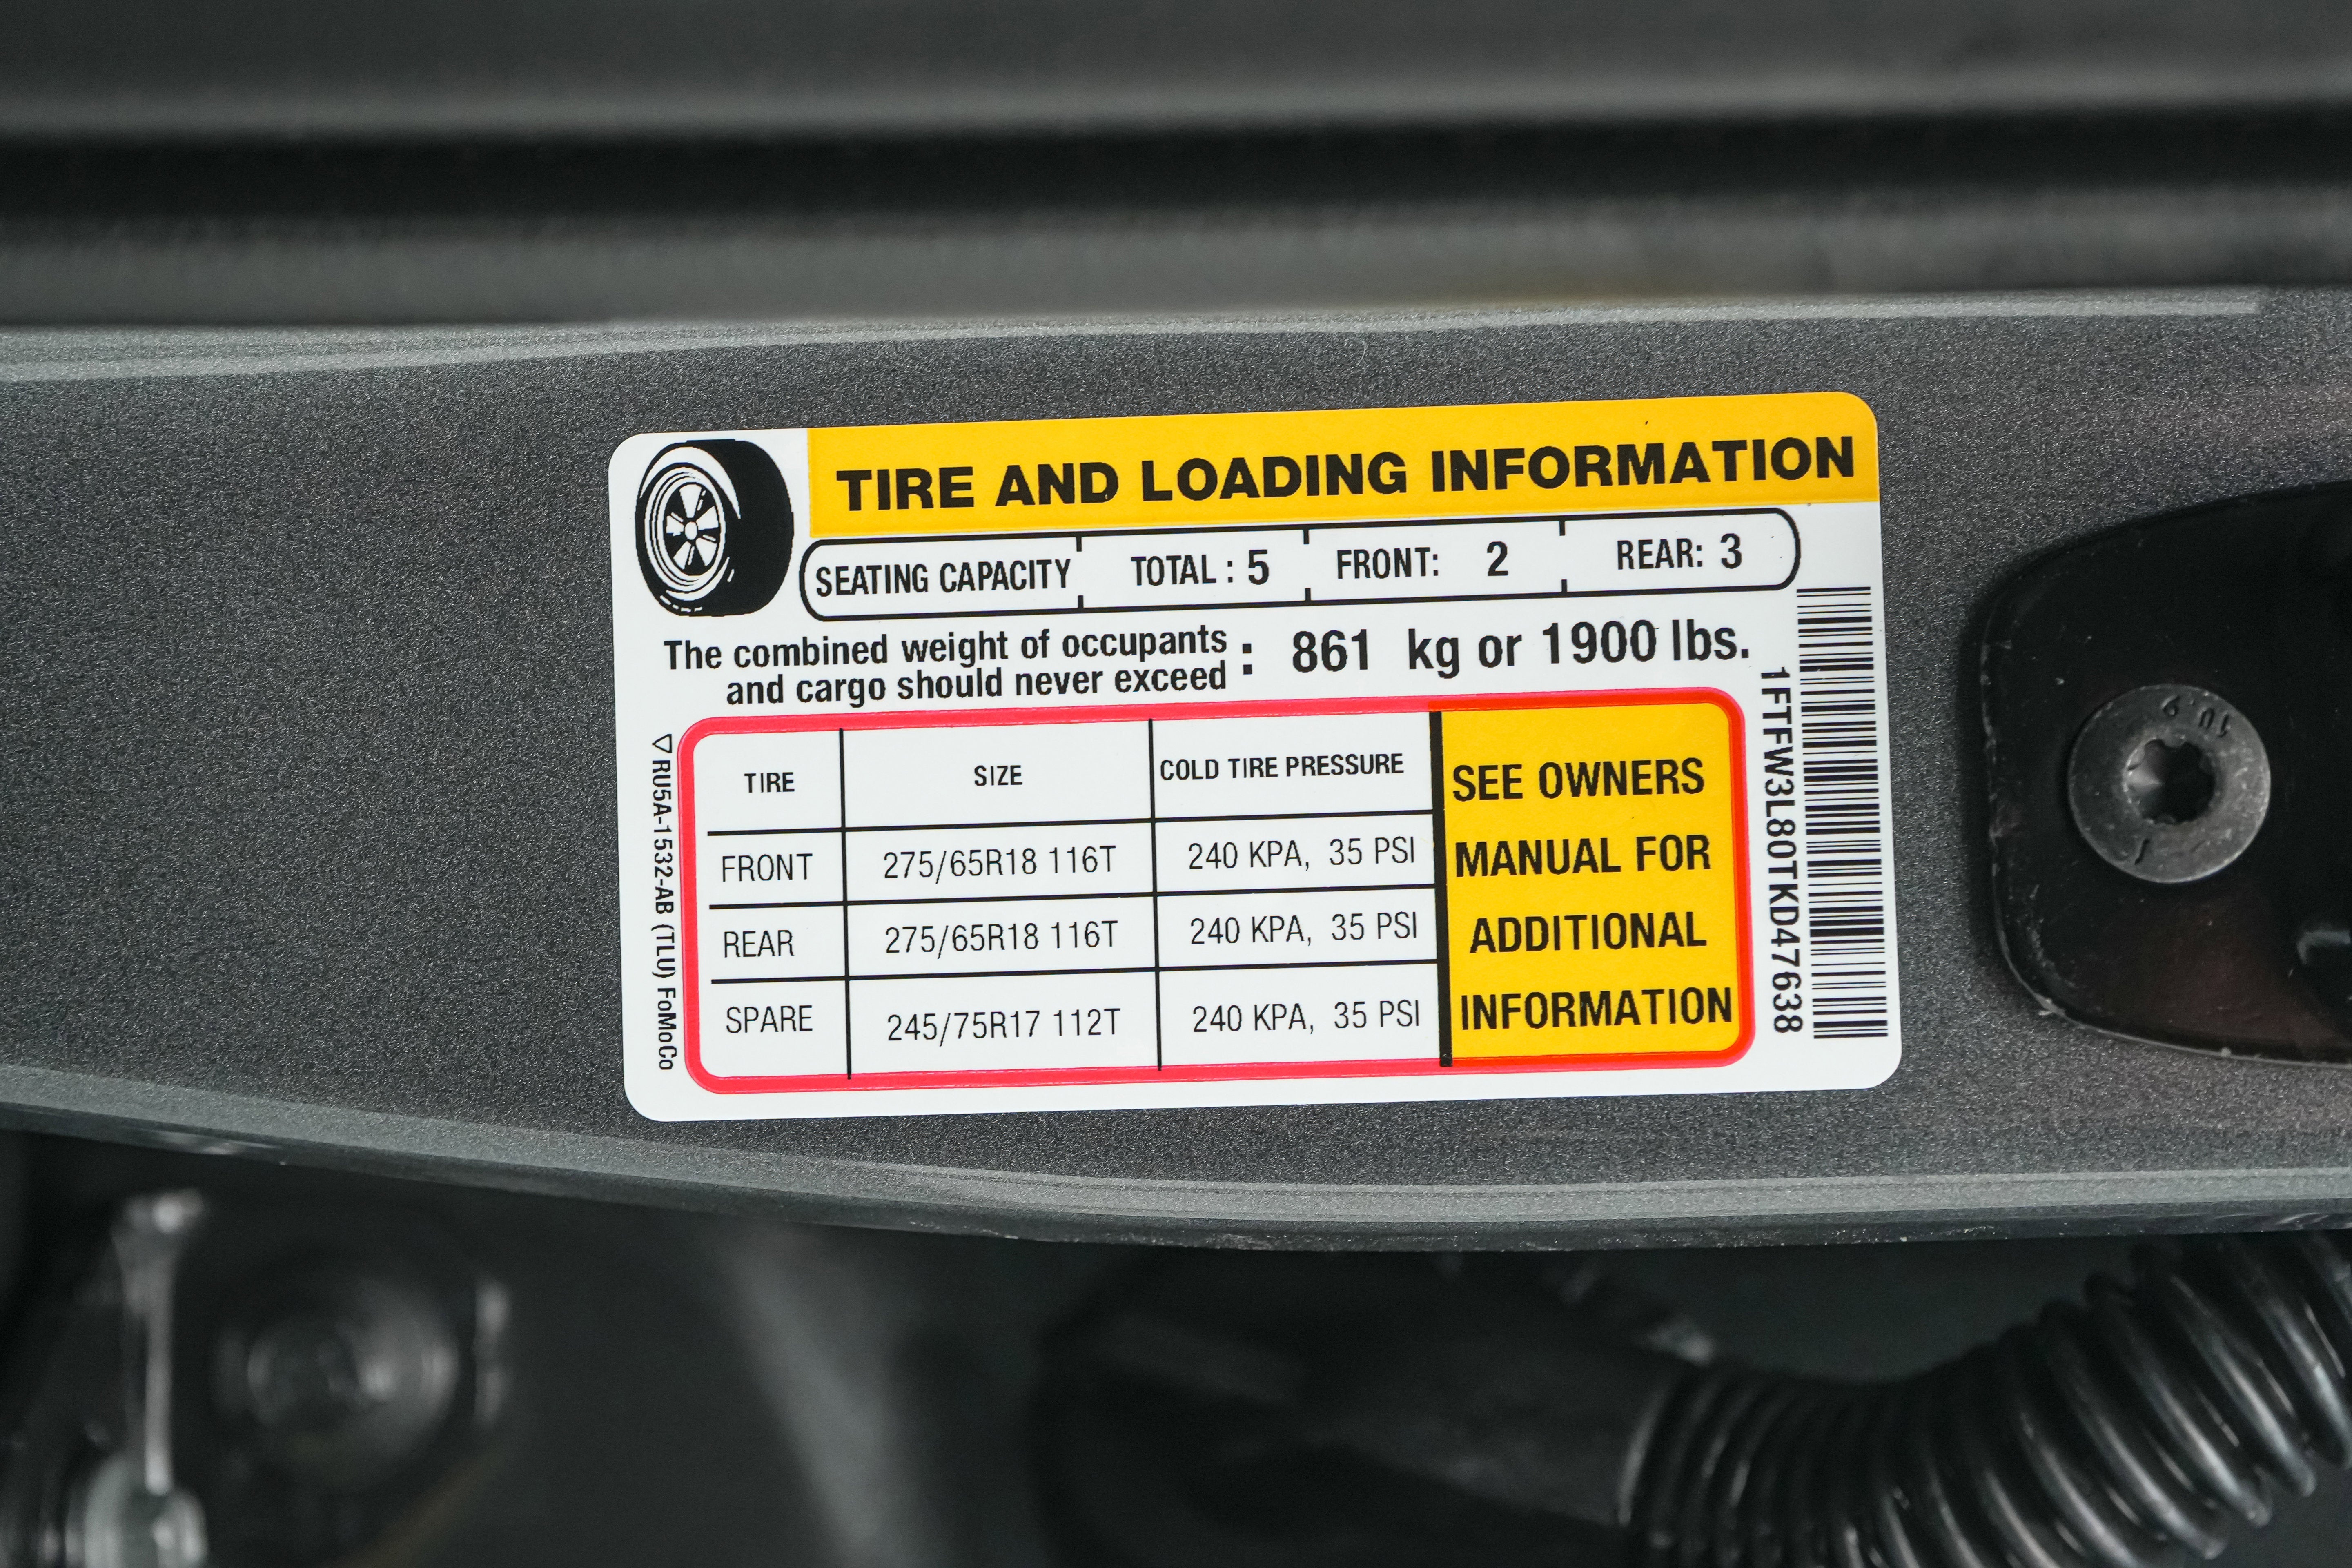 TIRE AND LOADING INFORMATION
SEATING CAPACITY TOTAL : 5 FRONT: 2 REAR: 3
The combined weight of occupants
and cargo should never exceed : 861 kg or 1900 lbs.
TIRE SIZE COLD TIRE PRESSURE
FRONT 275/65R18 116T 240 KPA, 35 PSI
REAR 275/65R18 116T 240 KPA, 35 PSI
SPARE 245/75R17 112T 240 KPA, 35 PSI
SEE OWNERS
MANUAL FOR
ADDITIONAL
INFORMATION
RU5A-1532-AB (TLU) FoMoCo
1FTFW3L80TKD47638
10.9